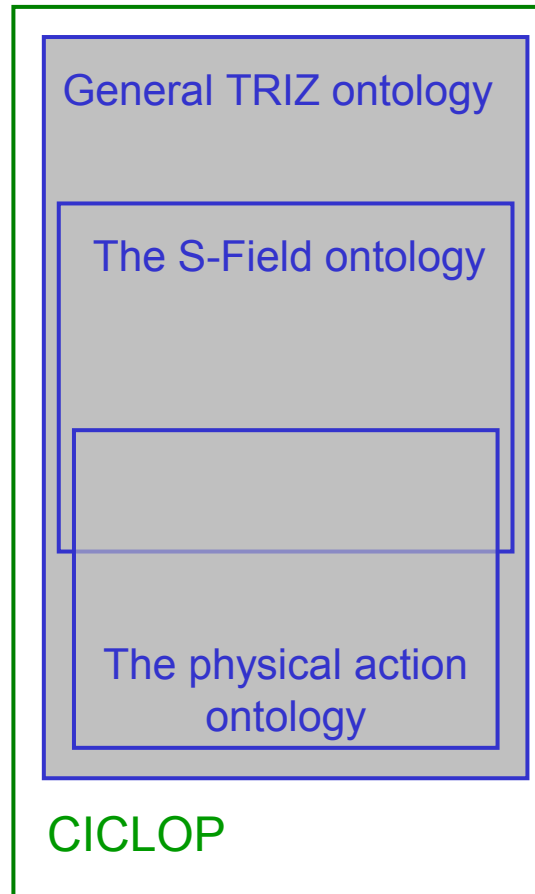 General TRIZ ontology
The S-Field ontology
The physical action
ontology
CICLOP